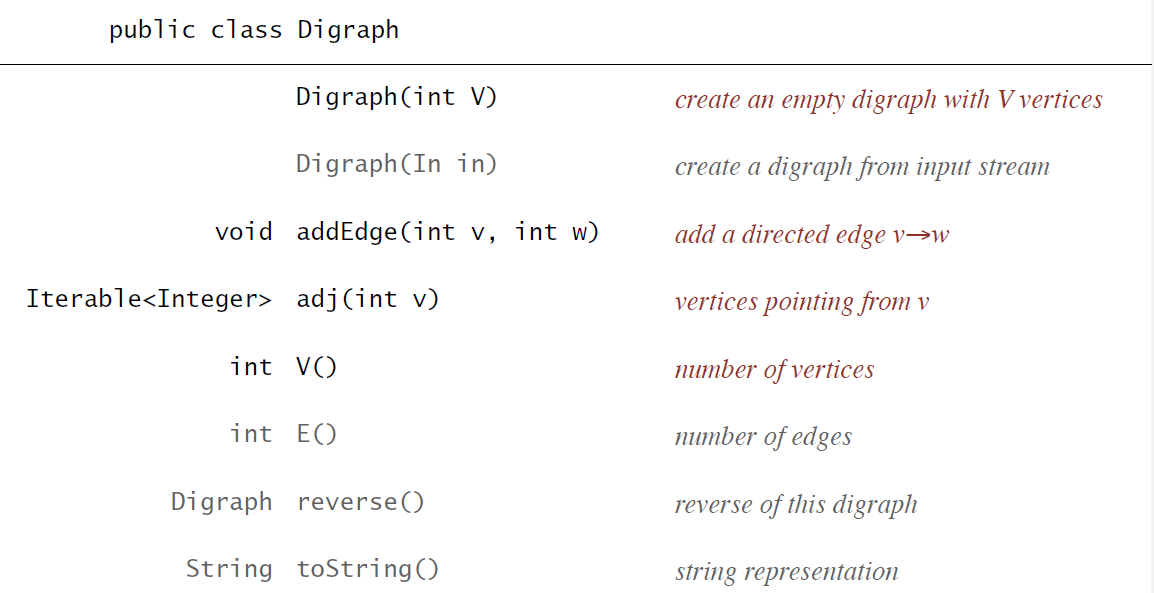 public class Digraph
Digraph(int V) create an empty digraph with V vertices
Digraph(In in) create a digraph from input stream
void addEdge(int v, int w) add a directed edge v→w
Iterable<Integer> adj(int v) vertices pointing from v
int V() number of vertices
int E() number of edges
Digraph reverse() reverse of this digraph
String toString() string representation